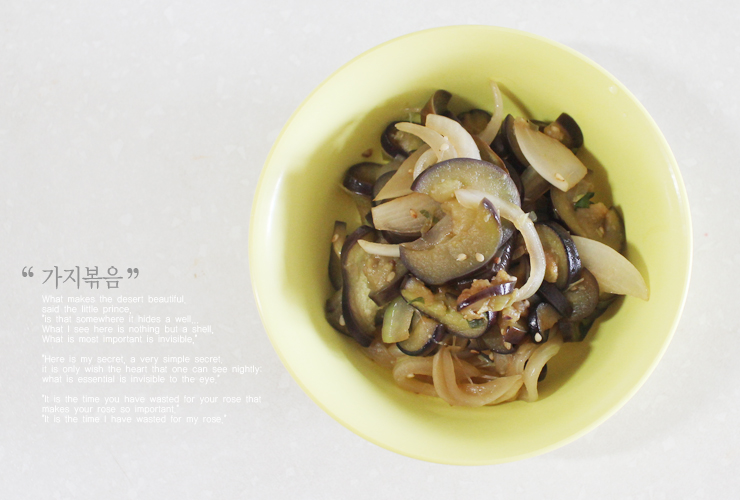 “ 가지볶음 ”
What makes the desert beautiful,
said the little prince,
"is that somewhere it hides a well...
What I see here is nothing but a shell,
What is most important is invisible."
"Here is my secret, a very simple secret.
it is only with the heart that one can see rightly:
what is essential is invisible to the eye."
"It is the time you have wasted for your rose that
makes your rose so important."
"It is the time I have wasted for my rose."